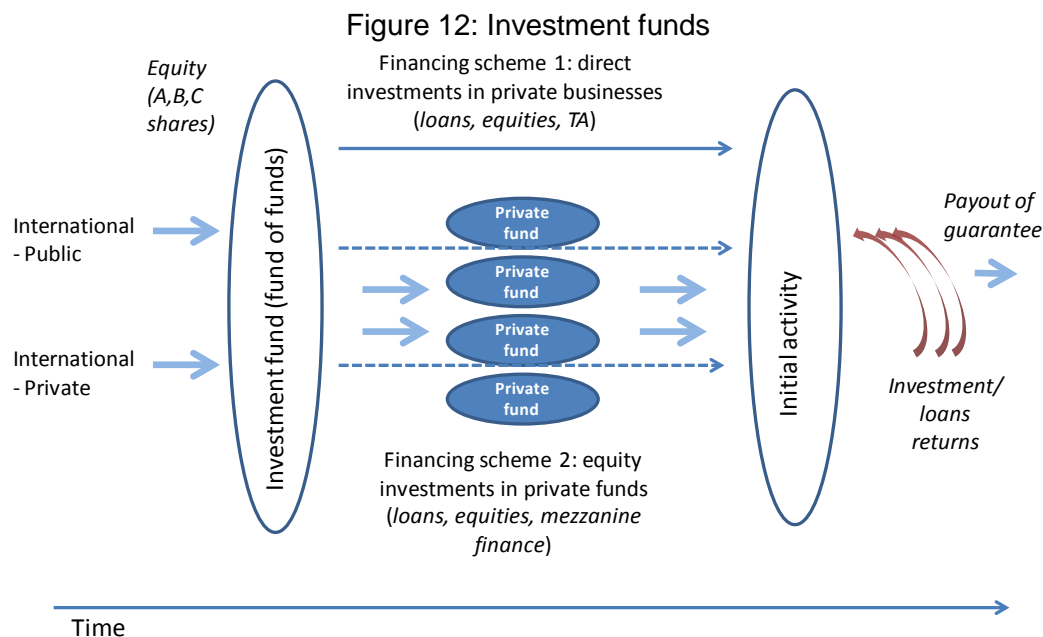 Figure 12: Investment funds
Equity
(A,B,C
shares)
Financing scheme 1: direct
investments in private businesses
(loans, equities, TA)
International
- Public
International
- Private
Investment fund (fund of funds)
Private
fund
Private
fund
Private
fund
Private
fund
Financing scheme 2: equity
investments in private funds
(loans, equities, mezzanine
finance)
Initial activity
Payout of
guarantee
Investment/
loans
returns
Time